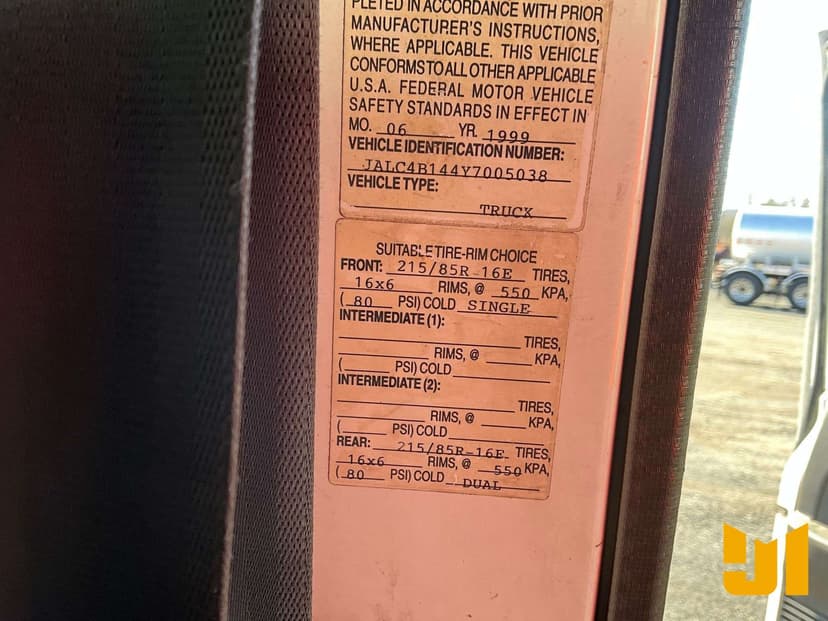 PLETED IN ACCORDANCE WITH PRIOR
MANUFACTURER'S INSTRUCTIONS,
WHERE APPLICABLE. THIS VEHICLE
CONFORMS TO ALL OTHER APPLICABLE
U.S.A. FEDERAL MOTOR VEHICLE
SAFETY STANDARDS IN EFFECT IN
MO. 06 YR. 1999
VEHICLE IDENTIFICATION NUMBER:
JALC4B144Y7005038
VEHICLE TYPE:
TRUCK
SUITABLE TIRE-RIM CHOICE
FRONT: 215/85R-16E TIRES,
16x6 RIMS, @ 550 KPA,
(80 PSI) COLD SINGLE
INTERMEDIATE (1):
TIRES,
RIMS, @ KPA,
( PSI) COLD
INTERMEDIATE (2):
TIRES,
RIMS, @ KPA,
( PSI) COLD
REAR: 215/85R-16E TIRES,
16x6 RIMS, @ 550 KPA,
(80 PSI) COLD DUAL